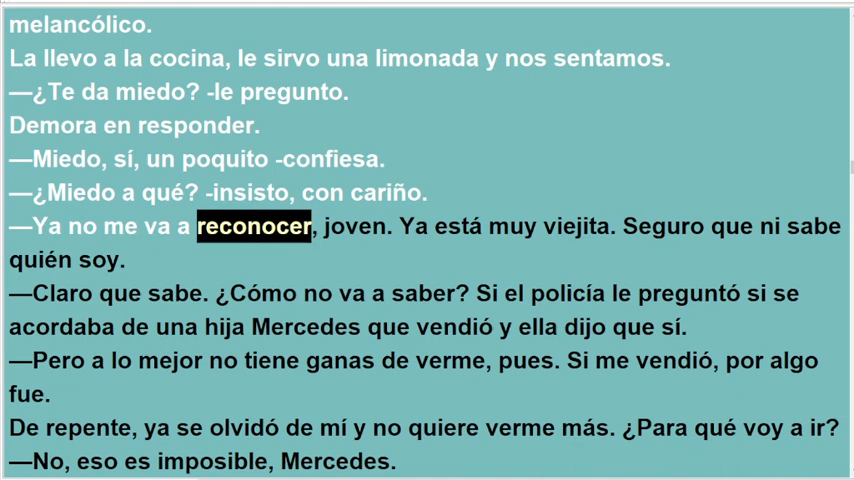 melancólico.
La llevo a la cocina, le sirvo una limonada y nos sentamos.
—¿Te da miedo? -le pregunto.
Demora en responder.
—Miedo, sí, un poquito -confiesa.
—¿Miedo a qué? -insisto, con cariño.
—Ya no me va a reconocer, joven. Ya está muy viejita. Seguro que ni sabe
quién soy.
—Claro que sabe. ¿Cómo no va a saber? Si el policía le preguntó si se
acordaba de una hija Mercedes que vendió y ella dijo que sí.
—Pero a lo mejor no tiene ganas de verme, pues. Si me vendió, por algo
fue.
De repente, ya se olvidó de mí y no quiere verme más. ¿Para qué voy a ir?
—No, eso es imposible, Mercedes.